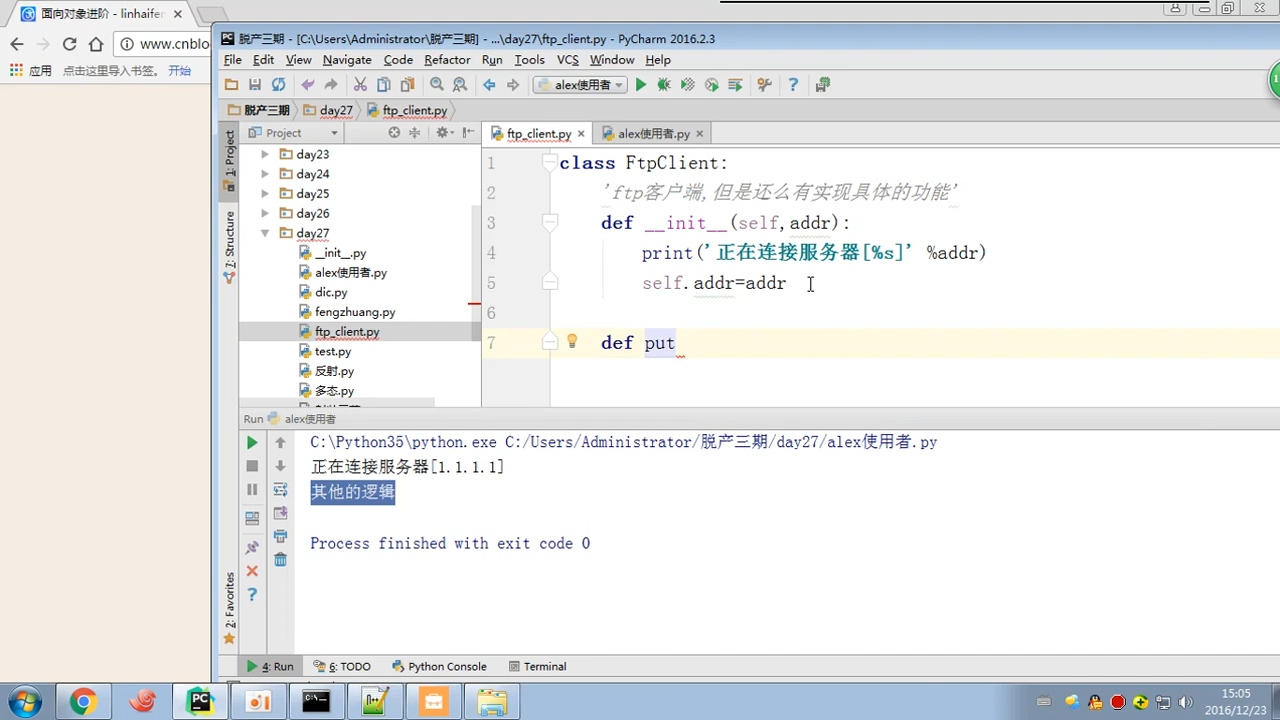 面向对象进阶 - linhaifen
www.cnblo
应用 点击这里导入书签。 开始
脱产三期 - [C:\Users\Administrator\脱产三期] - ...\day27\ftp_client.py - PyCharm 2016.2.3
File Edit View Navigate Code Refactor Run Tools VCS Window Help
alex使用者
脱产三期 day27 ftp_client.py
Project
ftp_client.py
alex使用者.py
1: Project
7: Structure
2: Favorites
day23
day24
day25
day26
day27
__init__.py
alex使用者.py
dic.py
fengzhuang.py
ftp_client.py
test.py
反射.py
多态.py
1 class FtpClient:
2 'ftp客户端,但是还么有实现具体的功能'
3 def __init__(self,addr):
4 print('正在连接服务器[%s]' %addr)
5 self.addr=addr
6
7 def put
Run alex使用者
C:\Python35\python.exe C:/Users/Administrator/脱产三期/day27/alex使用者.py
正在连接服务器[1.1.1.1]
其他的逻辑
Process finished with exit code 0
4: Run 6: TODO Python Console Terminal
15:05
2016/12/23